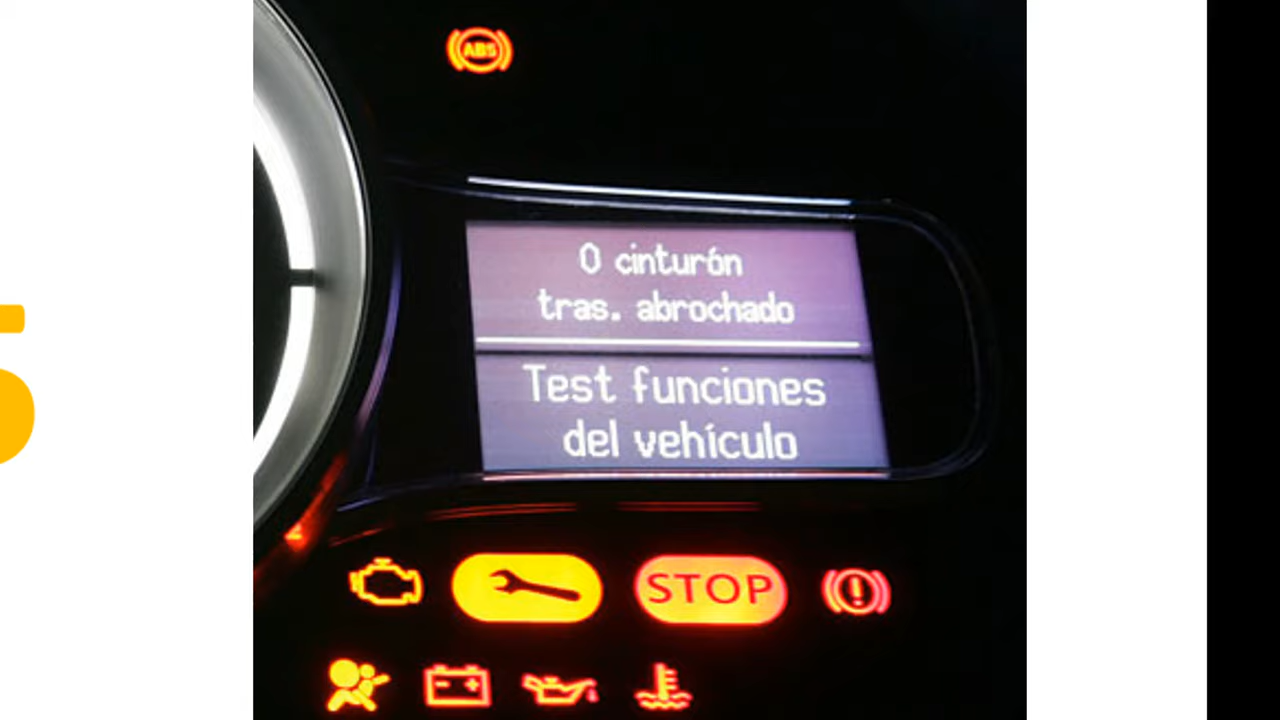 ABS
0 cinturón
tras. abrochado
Test funciones
del vehículo
STOP